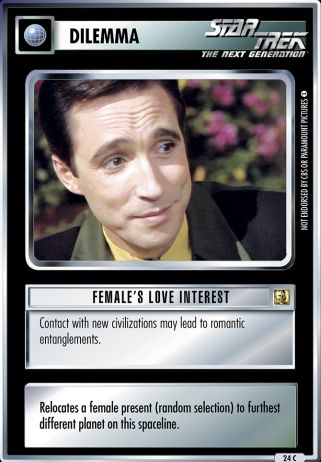 DILEMMA
STAR TREK
THE NEXT GENERATION
NOT ENDORSED BY CBS OR PARAMOUNT PICTURES
FEMALE'S LOVE INTEREST
Contact with new civilizations may lead to romantic
entanglements.
Relocates a female present (random selection) to furthest
different planet on this spaceline.
24 C